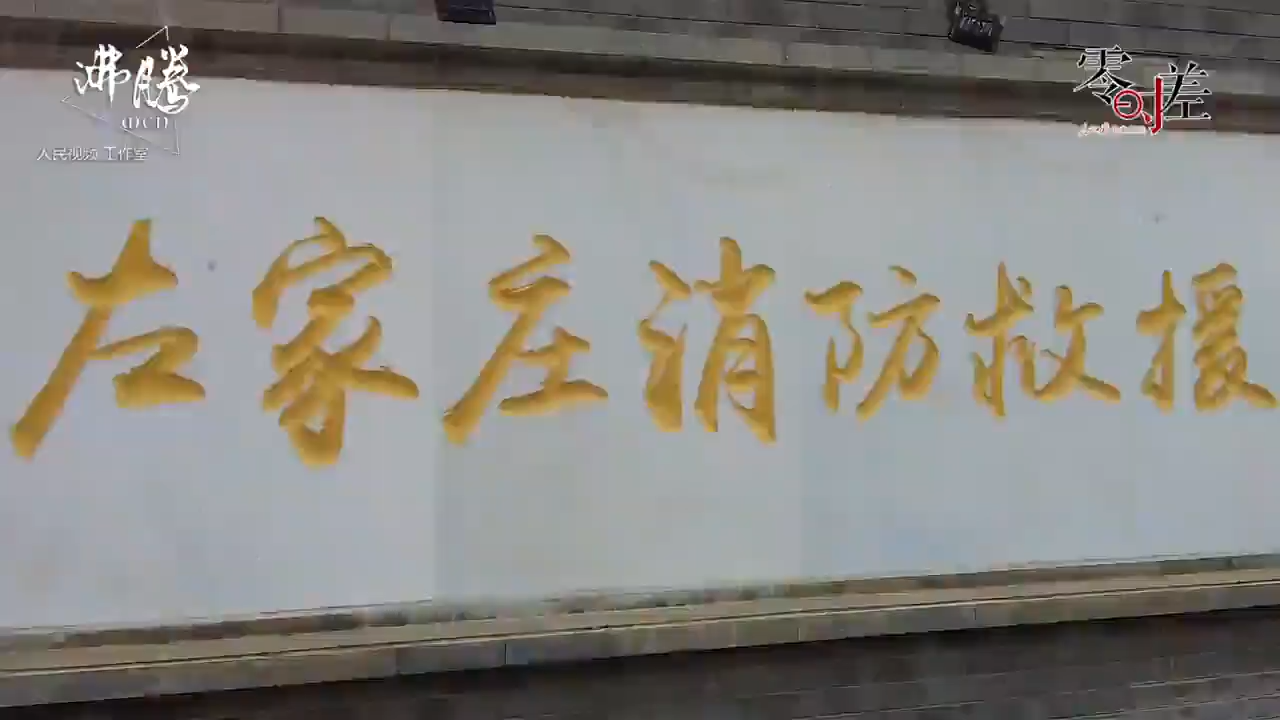 沸腾
mcn
人民视频 工作室
零时差
左家庄消防救援